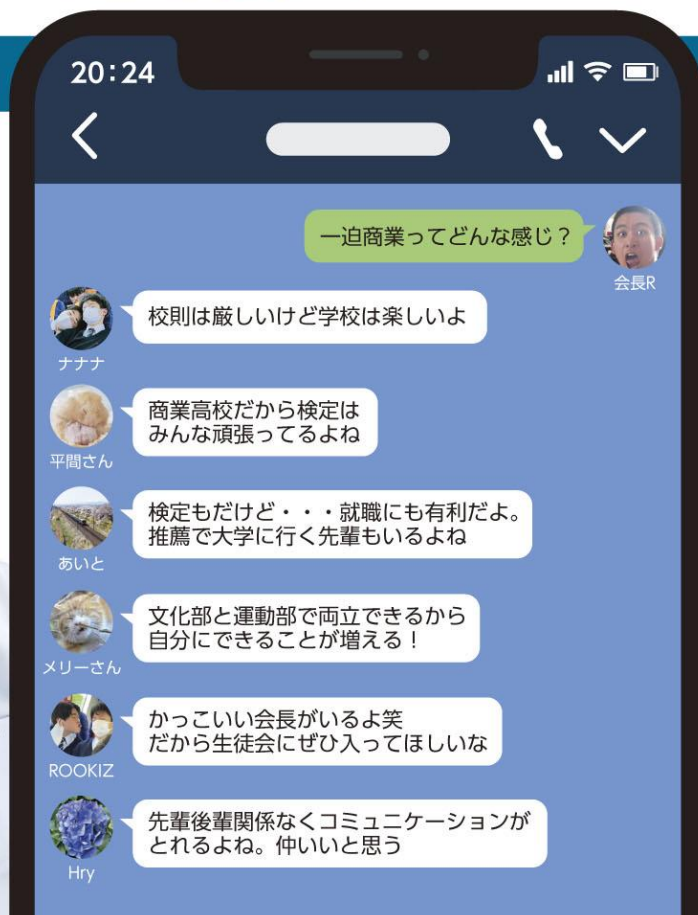 20:24
一迫商業ってどんな感じ？
会長R
校則は厳しいけど学校は楽しいよ
ナナナ
商業高校だから検定は
みんな頑張ってるよね
平間さん
検定もだけど・・・就職にも有利だよ。
推薦で大学に行く先輩もいるよね
あいと
文化部と運動部で両立できるから
自分にできることが増える！
メリーさん
かっこいい会長がいるよ笑
だから生徒会にぜひ入ってほしいな
ROOKIZ
先輩後輩関係なくコミュニケーションが
とれるよね。仲いいと思う
Hry